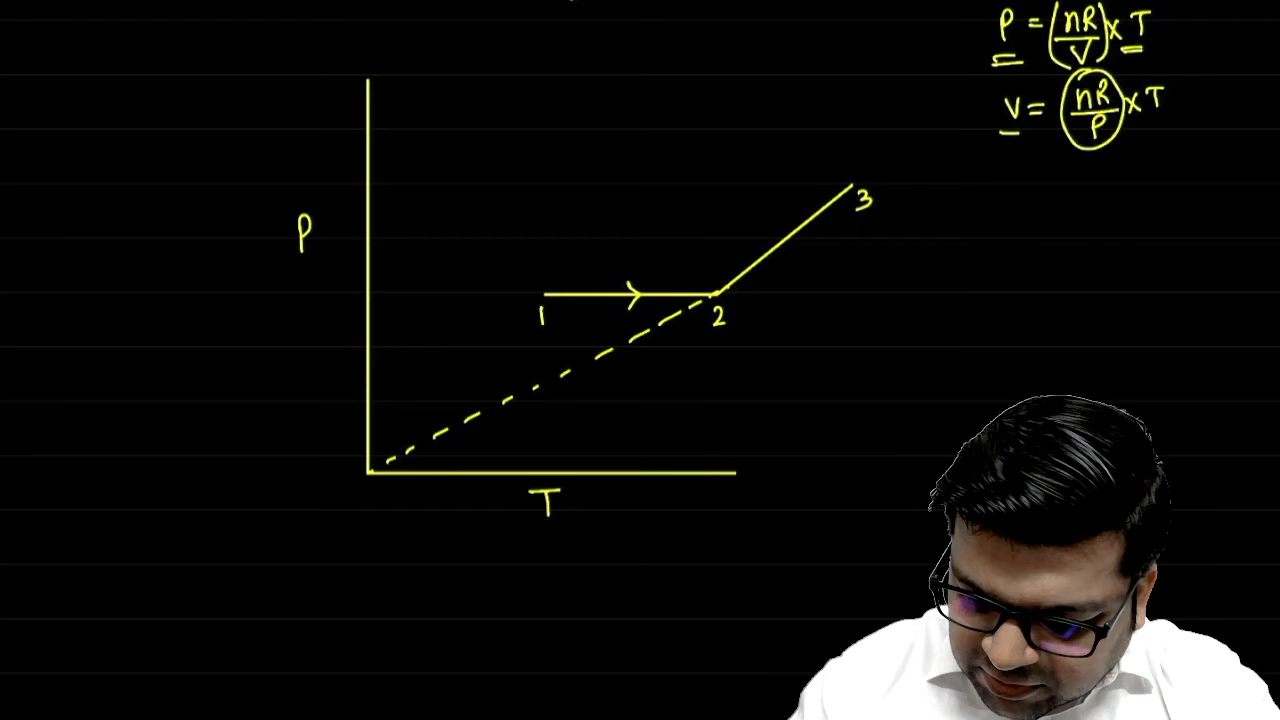 P = (nR/V) × T
V = (nR/P) × T
P
3
1
2
T